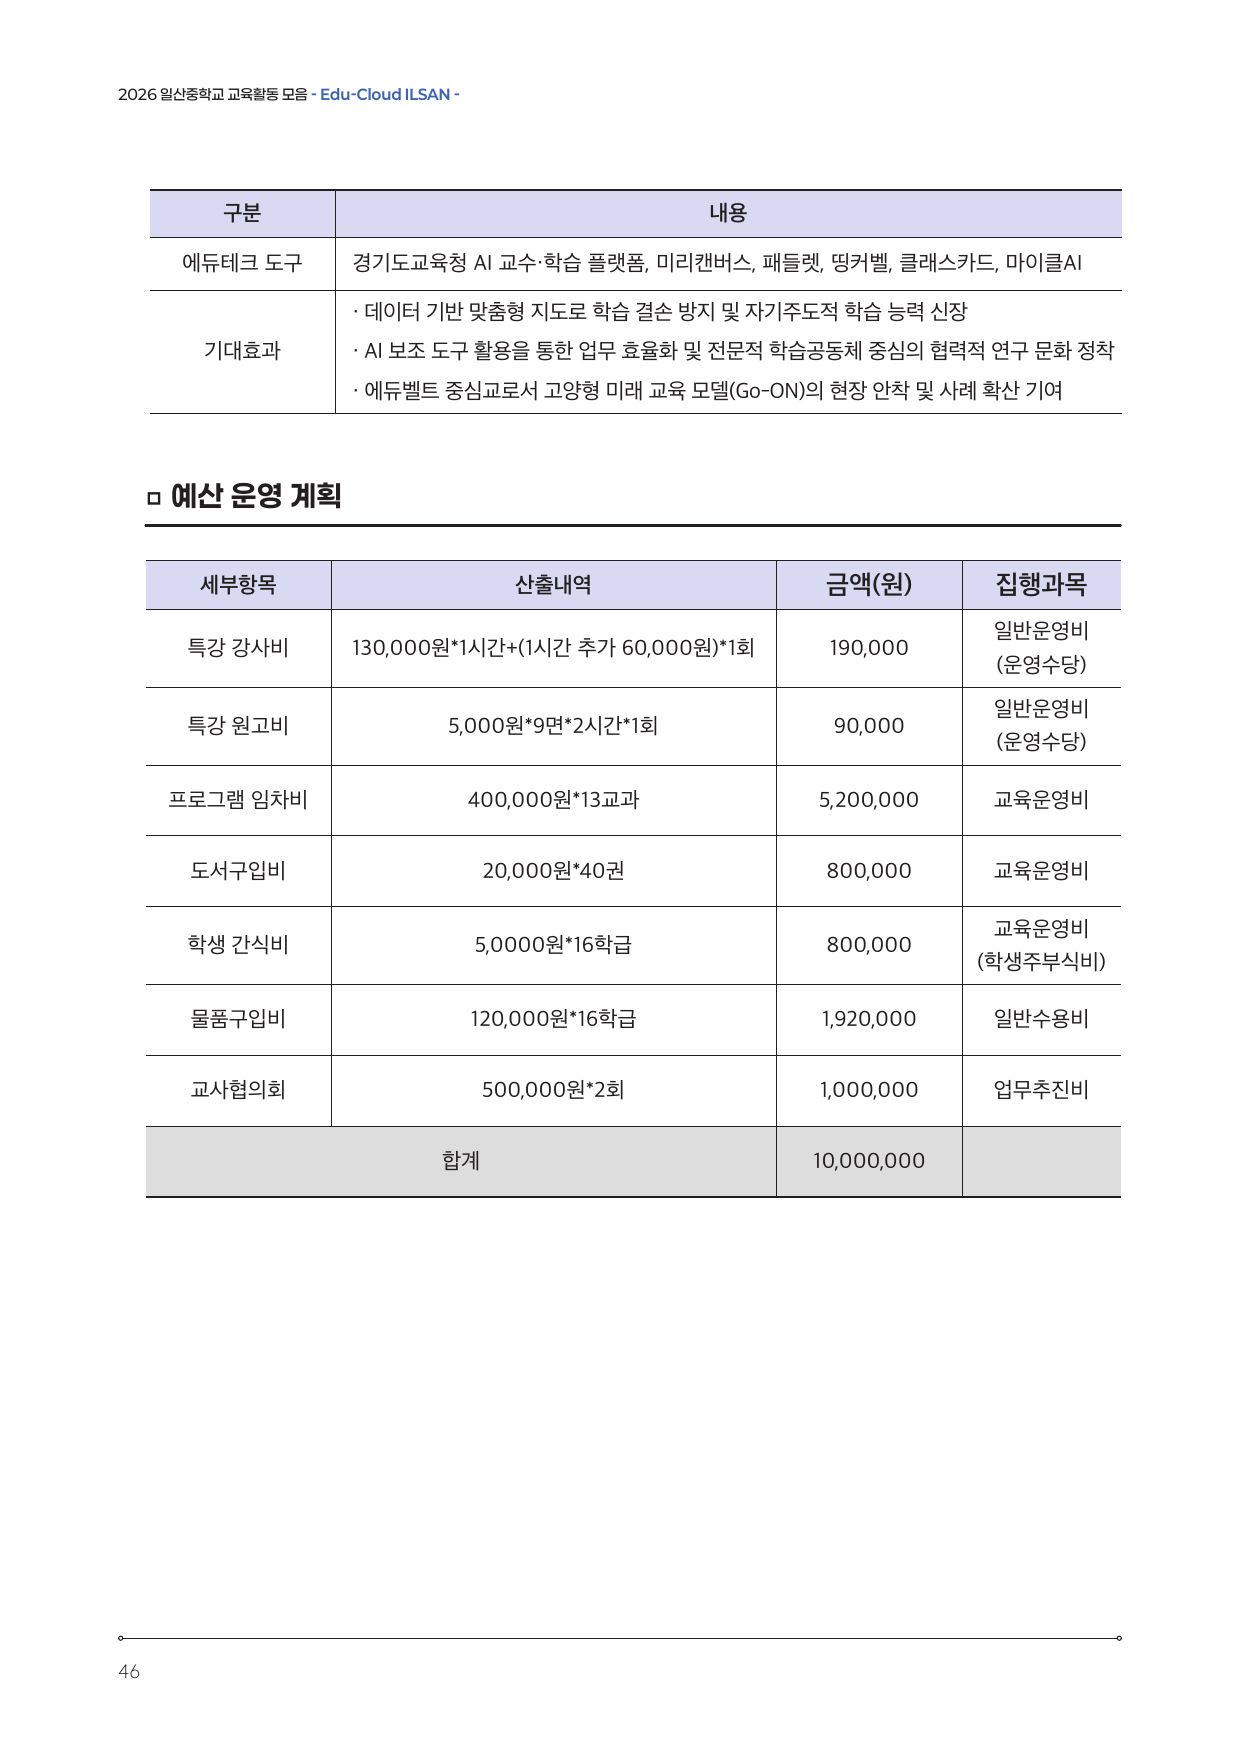 2026 일산중학교 교육활동 모음 - Edu-Cloud ILSAN -
구분 내용
에듀테크 도구 경기도교육청 AI 교수·학습 플랫폼, 미리캔버스, 패들렛, 띵커벨, 클래스카드, 마이클AI
· 데이터 기반 맞춤형 지도로 학습 결손 방지 및 자기주도적 학습 능력 신장
기대효과 · AI 보조 도구 활용을 통한 업무 효율화 및 전문적 학습공동체 중심의 협력적 연구 문화 정착
· 에듀벨트 중심교로서 고양형 미래 교육 모델(Go-ON)의 현장 안착 및 사례 확산 기여
□ 예산 운영 계획
세부항목 산출내역 금액(원) 집행과목
특강 강사비 130,000원*1시간+(1시간 추가 60,000원)*1회 190,000 일반운영비
(운영수당)
특강 원고비 5,000원*9면*2시간*1회 90,000 일반운영비
(운영수당)
프로그램 임차비 400,000원*13교과 5,200,000 교육운영비
도서구입비 20,000원*40권 800,000 교육운영비
학생 간식비 5,0000원*16학급 800,000 교육운영비
(학생주부식비)
물품구입비 120,000원*16학급 1,920,000 일반수용비
교사협의회 500,000원*2회 1,000,000 업무추진비
합계 10,000,000
46